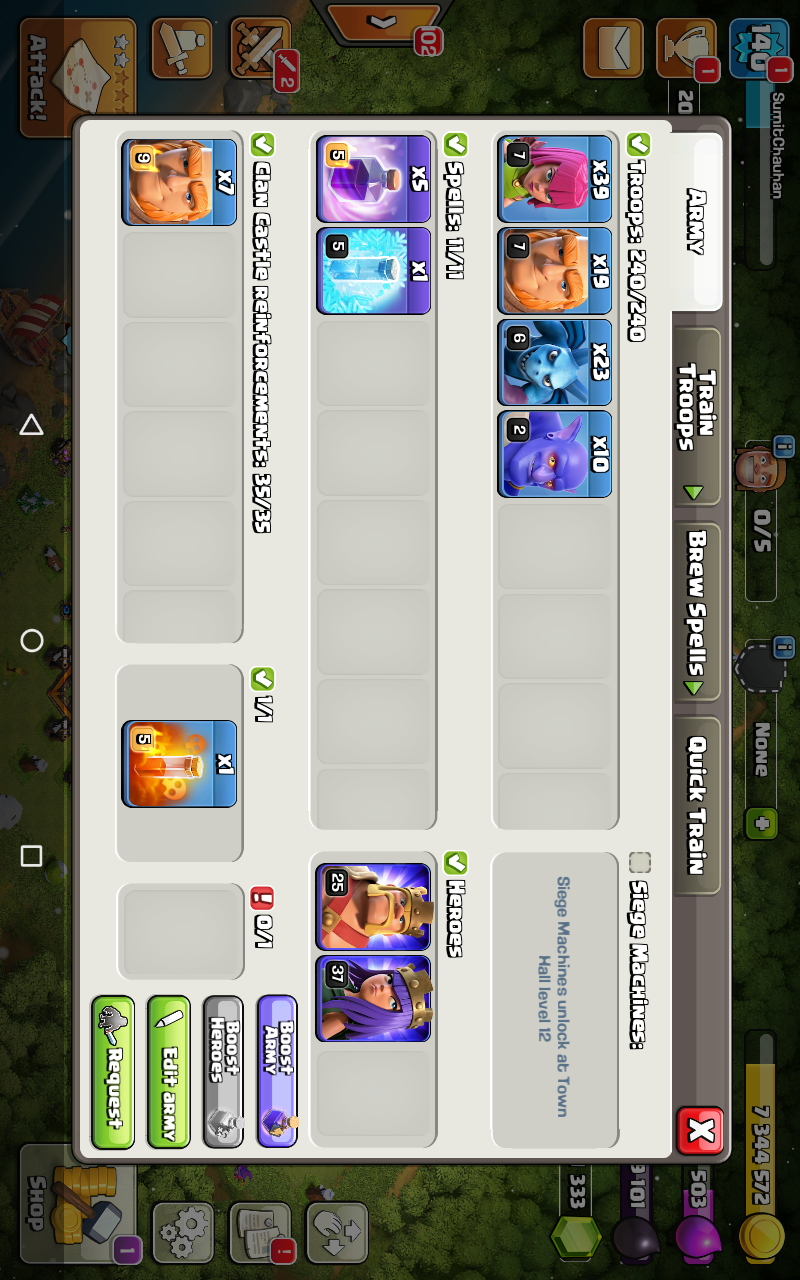 140
1
SumitChauhan
1
20
102
2
Attack!
0/5
None
7 344 572
503
333
Shop
1
Army
Train Troops
Brew Spells
Quick Train
X
Troops: 240/240
x39
7
x19
7
x23
6
x10
2
Siege Machines:
Siege Machines unlock at Town
Hall level 12
Spells: 11/11
x5
5
x1
5
Heroes
25
37
Clan Castle reinforcements: 35/35
x7
9
1/1
x1
5
0/1
Boost
Army
Boost
Heroes
Edit army
Request